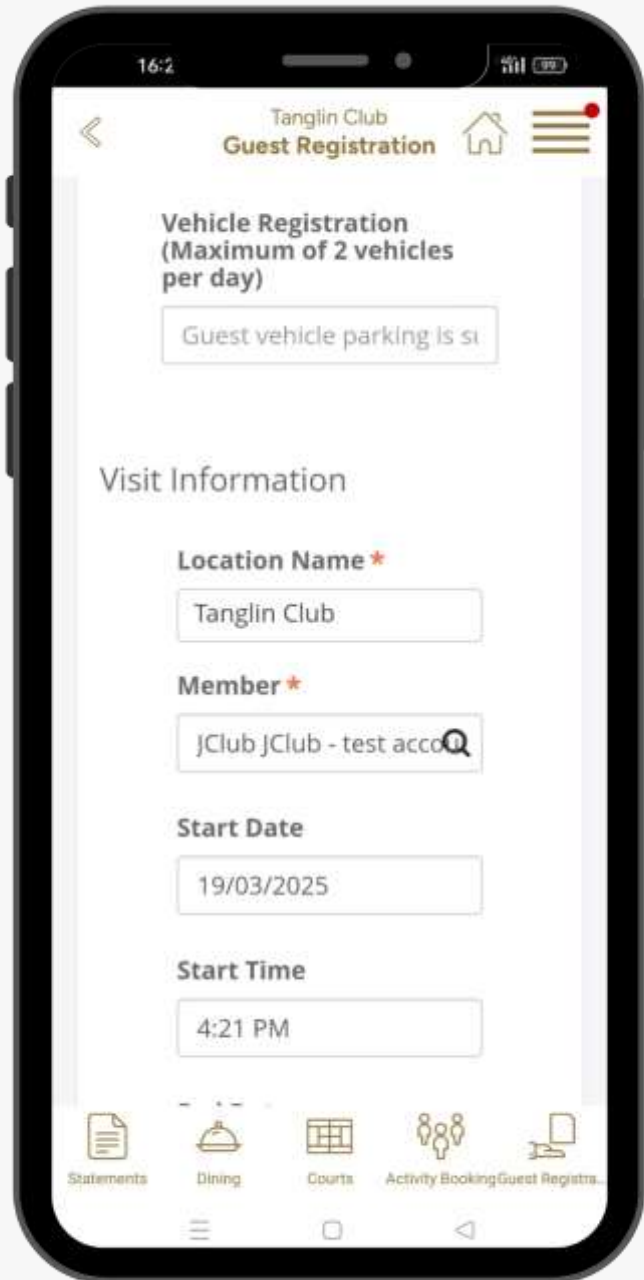 16:2
99
Tanglin Club
Guest Registration
Vehicle Registration
(Maximum of 2 vehicles
per day)
Guest vehicle parking is
Visit Information
Location Name *
Tanglin Club
Member *
JClub JClub - test accou
Start Date
19/03/2025
Start Time
4:21 PM
Statements
Dining
Courts
Activity Booking
Guest Registra...